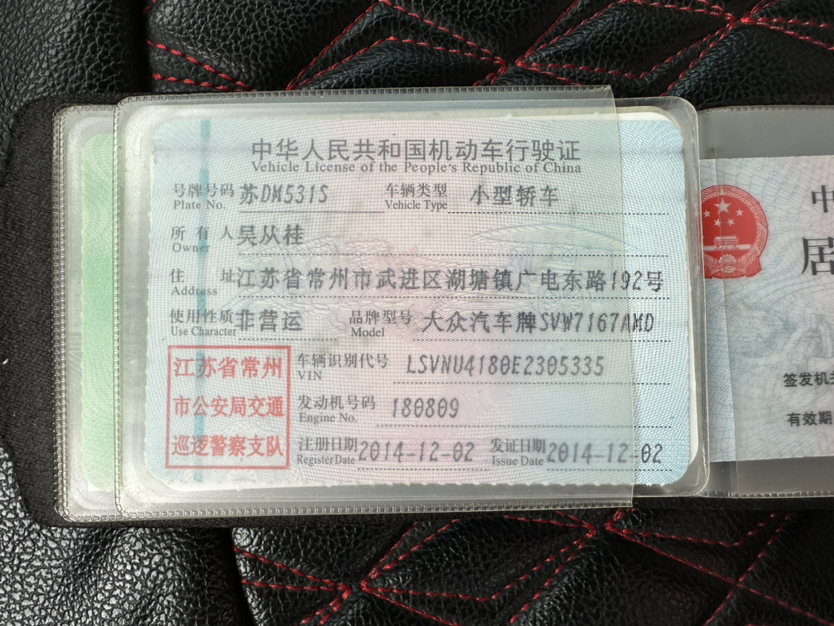 中华人民共和国机动车行驶证
Vehicle License of the People's Republic of China
号牌号码 苏DM531S 车辆类型 小型轿车
Plate No. Vehicle Type
所有人 吴从桂
Owner
住址 江苏省常州市武进区湖塘镇广电东路192号
Address
使用性质 非营运 品牌型号 大众汽车牌SVW7167AMD
Use Character Model
江苏省常州
市公安局交通
巡逻警察支队
车辆识别代号 LSVNU4180E2305335
VIN
发动机号码 180809
Engine No.
注册日期 2014-12-02 发证日期 2014-12-02
Register Date Issue Date
中
居
签发机关
有效期